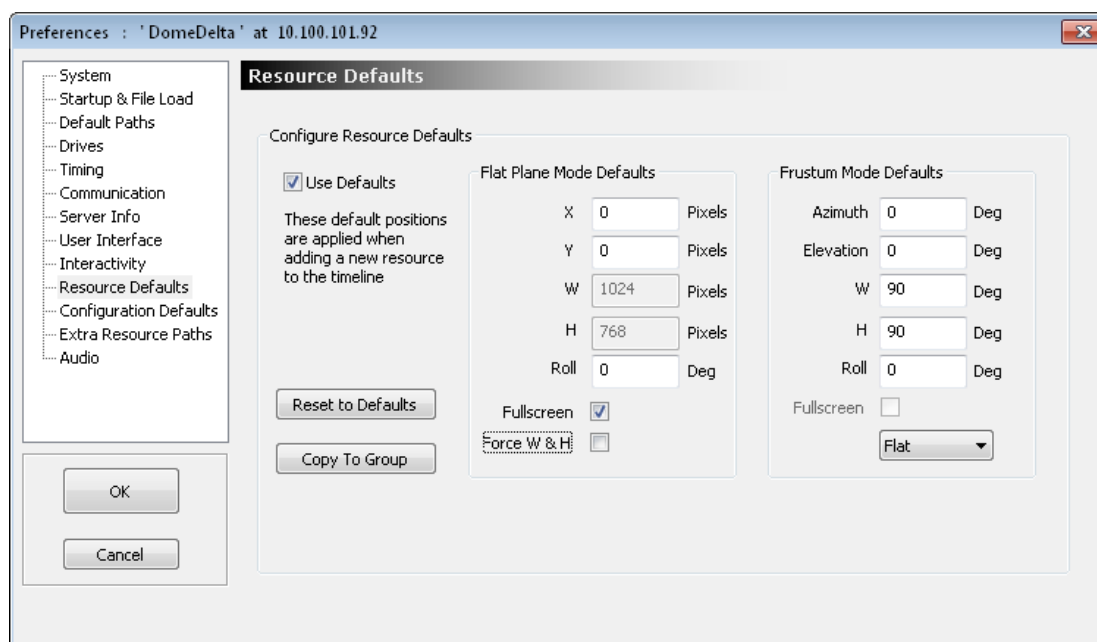 Preferences : 'DomeDelta' at 10.100.101.92
System
Startup & File Load
Default Paths
Drives
Timing
Communication
Server Info
User Interface
Interactivity
Resource Defaults
Configuration Defaults
Extra Resource Paths
Audio
OK
Cancel
Resource Defaults
Configure Resource Defaults
Use Defaults
These default positions
are applied when
adding a new resource
to the timeline
Reset to Defaults
Copy To Group
Flat Plane Mode Defaults
X 0 Pixels
Y 0 Pixels
W 1024 Pixels
H 768 Pixels
Roll 0 Deg
Fullscreen
Force W & H
Frustum Mode Defaults
Azimuth 0 Deg
Elevation 0 Deg
W 90 Deg
H 90 Deg
Roll 0 Deg
Fullscreen
Flat